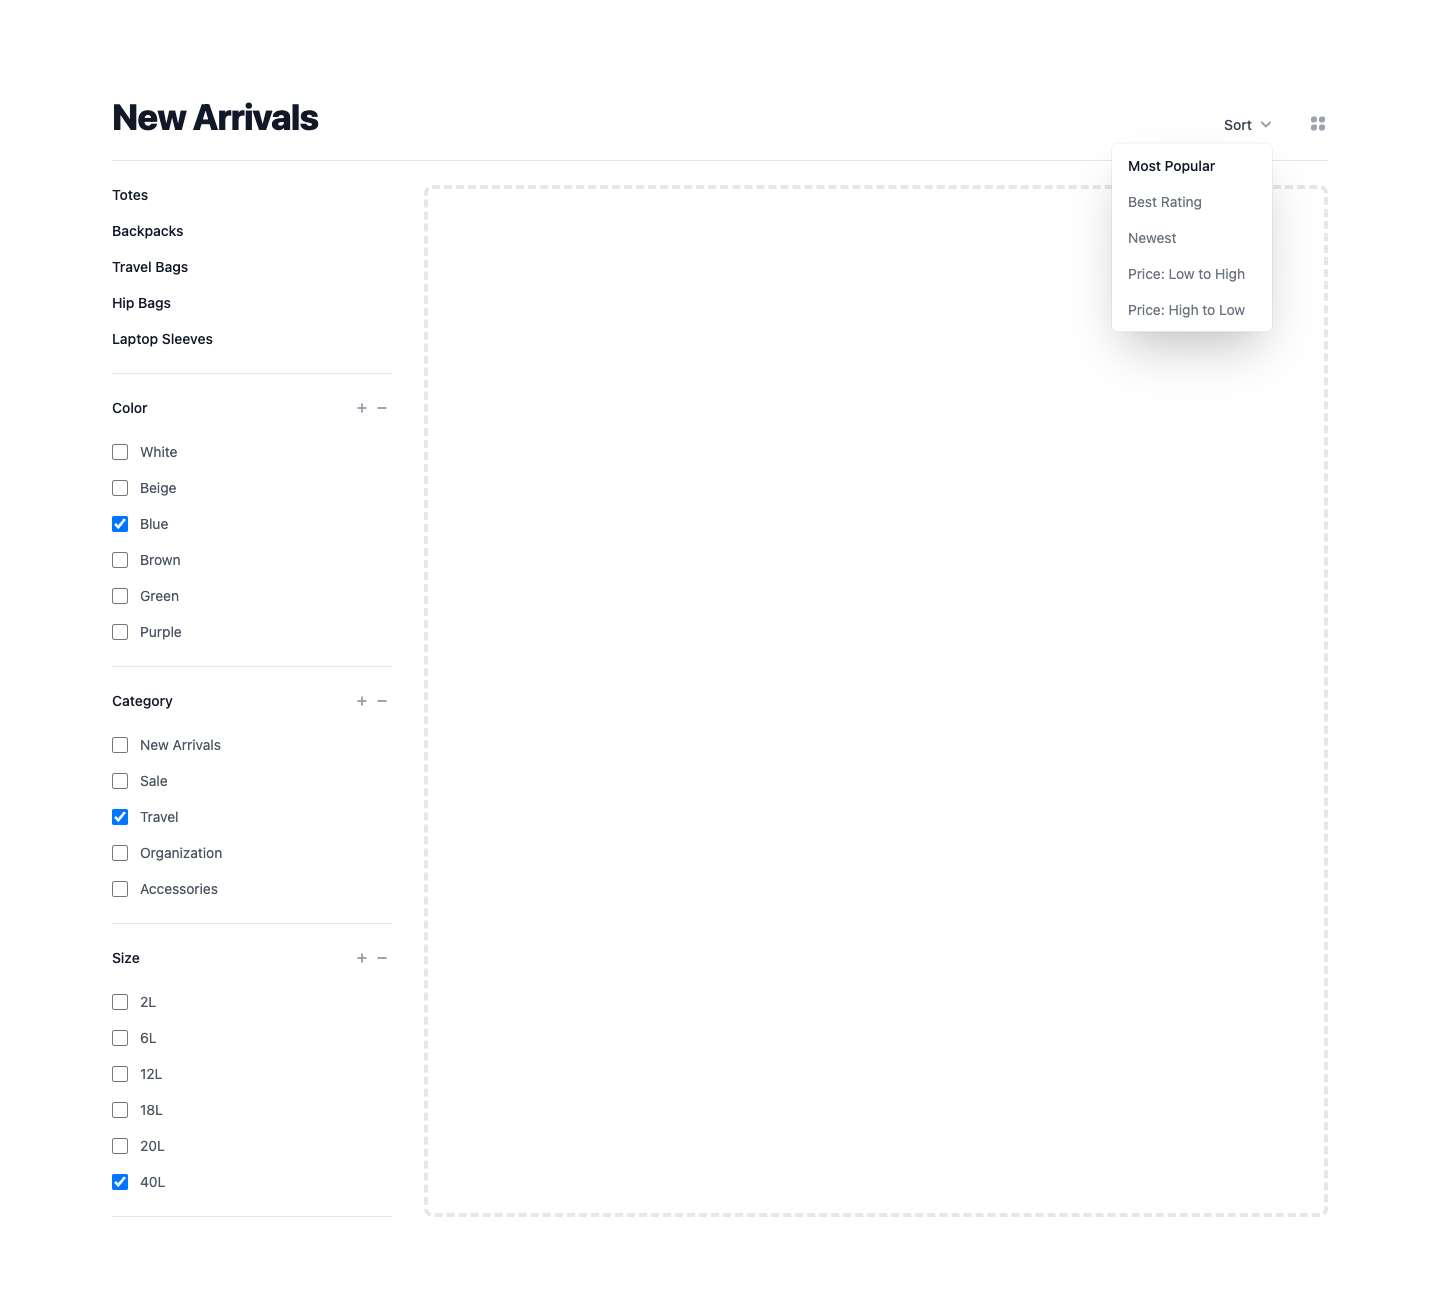 New Arrivals
Sort
Most Popular
Best Rating
Newest
Price: Low to High
Price: High to Low
Totes
Backpacks
Travel Bags
Hip Bags
Laptop Sleeves
Color
White
Beige
Blue
Brown
Green
Purple
Category
New Arrivals
Sale
Travel
Organization
Accessories
Size
2L
6L
12L
18L
20L
40L